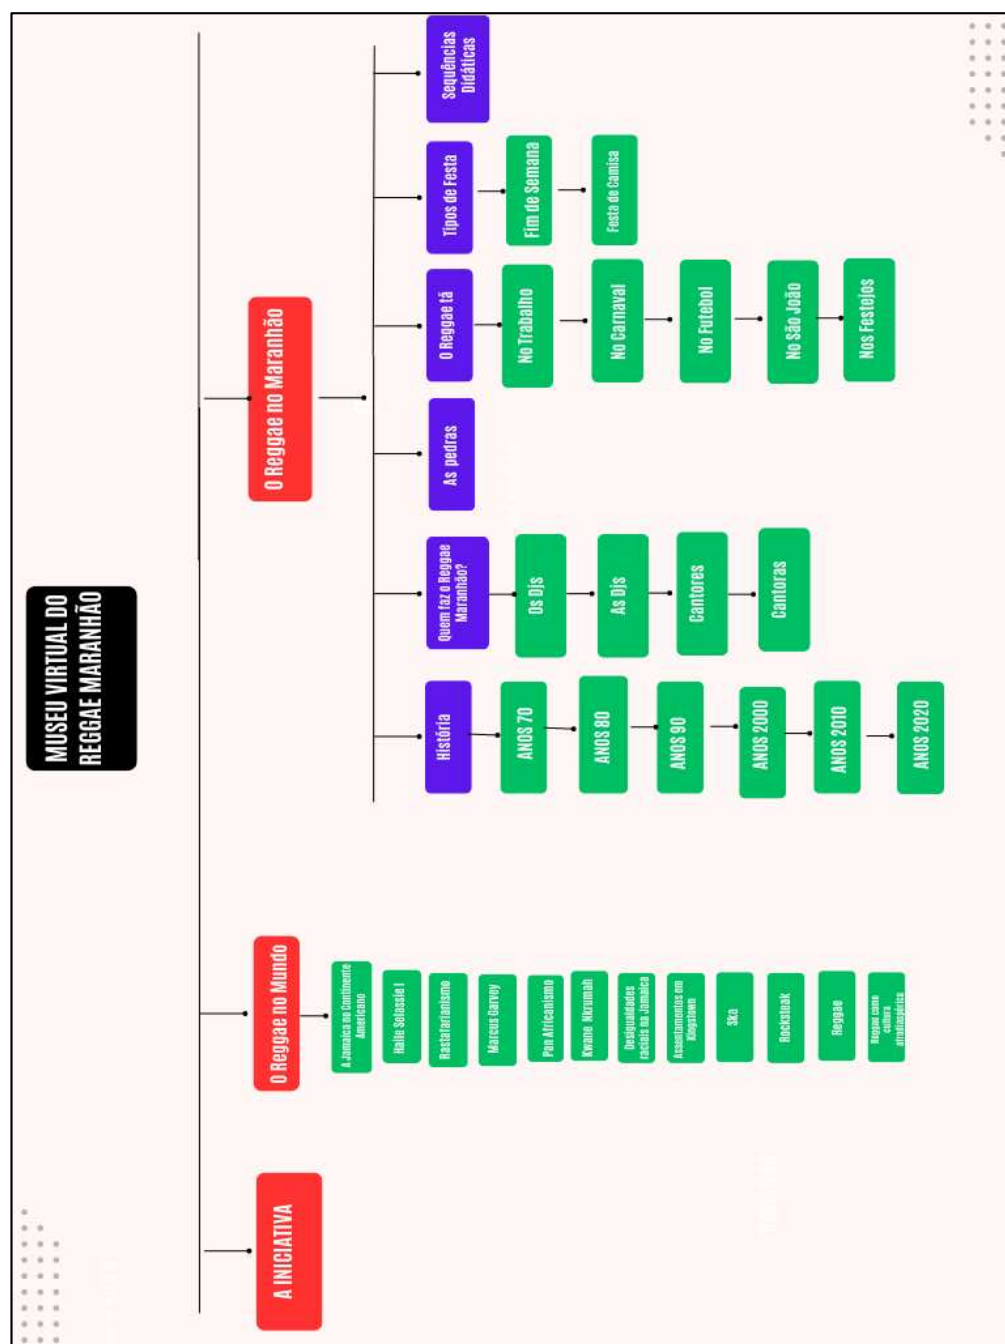 MUSEU VIRTUAL DO
REGGAE MARANHÃO
A INICIATIVA
O Reggae no Mundo
A Jamaica no Continente
Americano
Haile Selassie I
Rastafarianismo
Marcus Garvey
Pan Africanismo
Kwane Nkrumah
Desigualdades
raciais na Jamaica
Assentamentos em
Kingstown
Ska
Rocksteak
Reggae
Reggae como
cultura
afrodiaspórica
O Reggae no Maranhão
História
ANOS 70
ANOS 80
ANOS 90
ANOS 2000
ANOS 2010
ANOS 2020
Quem faz o Reggae
Maranhão?
Os Djs
As Djs
Cantores
Cantoras
As pedras
O Reggae tá
No Trabalho
No Carnaval
No Futebol
No São João
Nos Festejos
Tipos de Festa
Fim de Semana
Festa de Camisa
Sequências
Didáticas